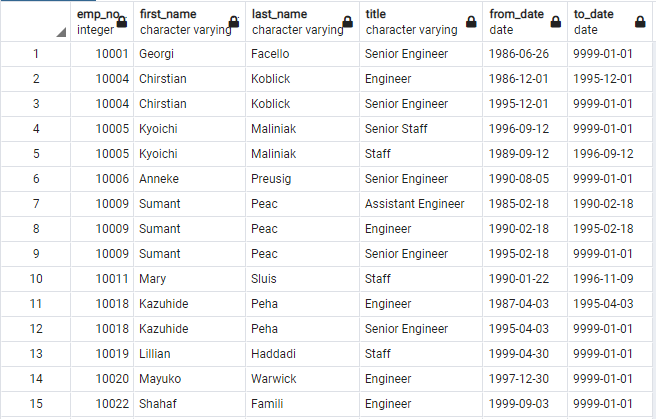 emp_no first_name last_name title from_date to_date
integer character varying character varying character varying date date
1 10001 Georgi Facello Senior Engineer 1986-06-26 9999-01-01
2 10004 Chirstian Koblick Engineer 1986-12-01 1995-12-01
3 10004 Chirstian Koblick Senior Engineer 1995-12-01 9999-01-01
4 10005 Kyoichi Maliniak Senior Staff 1996-09-12 9999-01-01
5 10005 Kyoichi Maliniak Staff 1989-09-12 1996-09-12
6 10006 Anneke Preusig Senior Engineer 1990-08-05 9999-01-01
7 10009 Sumant Peac Assistant Engineer 1985-02-18 1990-02-18
8 10009 Sumant Peac Engineer 1990-02-18 1995-02-18
9 10009 Sumant Peac Senior Engineer 1995-02-18 9999-01-01
10 10011 Mary Sluis Staff 1990-01-22 1996-11-09
11 10018 Kazuhide Peha Engineer 1987-04-03 1995-04-03
12 10018 Kazuhide Peha Senior Engineer 1995-04-03 9999-01-01
13 10019 Lillian Haddadi Staff 1999-04-30 9999-01-01
14 10020 Mayuko Warwick Engineer 1997-12-30 9999-01-01
15 10022 Shahaf Famili Engineer 1999-09-03 9999-01-01